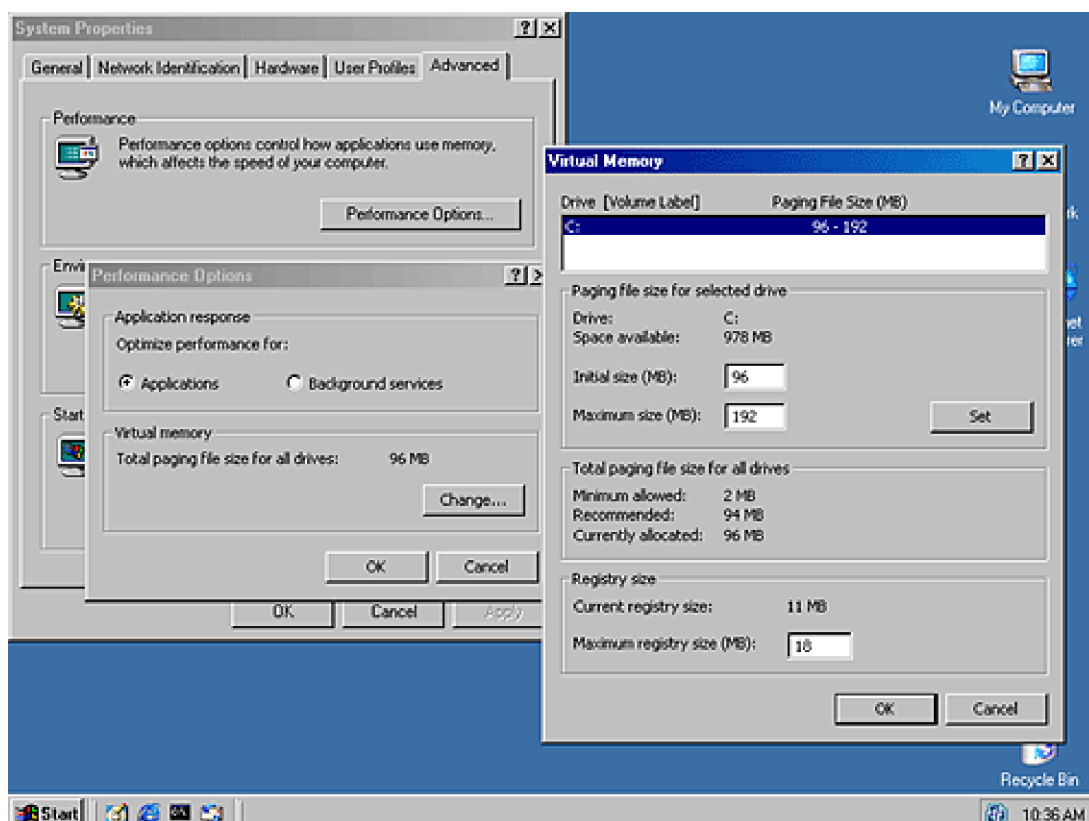 System Properties
General Network Identification Hardware User Profiles Advanced
Performance
Performance options control how applications use memory,
which affects the speed of your computer.
Performance Options...
Envi
Start
OK Cancel Apply
Performance Options
Application response
Optimize performance for:
Applications Background services
Virtual memory
Total paging file size for all drives: 96 MB
Change...
OK Cancel
Virtual Memory
Drive [Volume Label] Paging File Size (MB)
C: 96 - 192
Paging file size for selected drive
Drive: C:
Space available: 978 MB
Initial size (MB): 96
Maximum size (MB): 192
Set
Total paging file size for all drives
Minimum allowed: 2 MB
Recommended: 94 MB
Currently allocated: 96 MB
Registry size
Current registry size: 11 MB
Maximum registry size (MB): 18
OK Cancel
My Computer
Recycle Bin
Start
10:36 AM